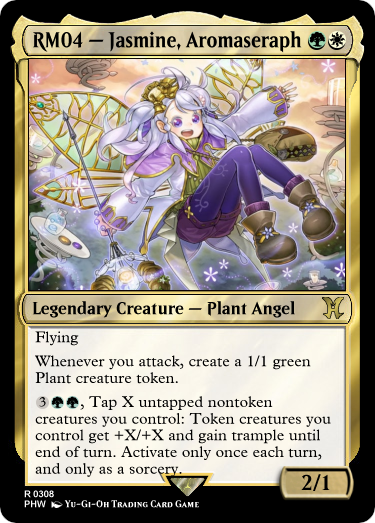 RM04 — Jasmine, Aromaseraph
Legendary Creature — Plant Angel
Flying
Whenever you attack, create a 1/1 green
Plant creature token.
3, Tap X untapped nontoken
creatures you control: Token creatures you
control get +X/+X and gain trample until
end of turn. Activate only once each turn,
and only as a sorcery.
2/1
R 0308
PHW Yu-Gi-Oh Trading Card Game